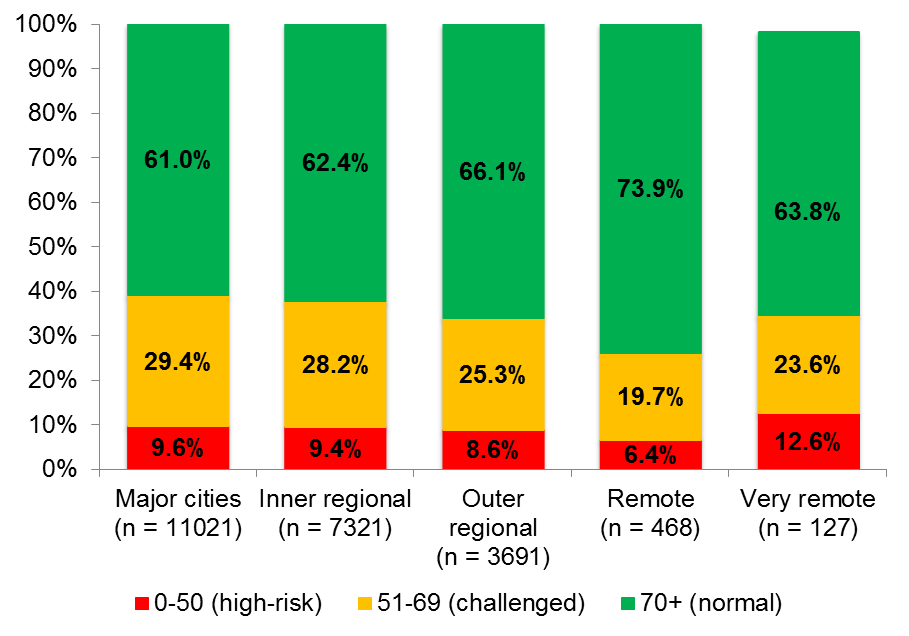 100%
90%
80%
70%
60%
50%
40%
30%
20%
10%
0%
61.0%
62.4%
66.1%
73.9%
63.8%
29.4%
28.2%
25.3%
19.7%
23.6%
9.6%
9.4%
8.6%
6.4%
12.6%
Major cities
(n = 11021)
Inner regional
(n = 7321)
Outer
regional
(n = 3691)
Remote
(n = 468)
Very remote
(n = 127)
0-50 (high-risk)
51-69 (challenged)
70+ (normal)